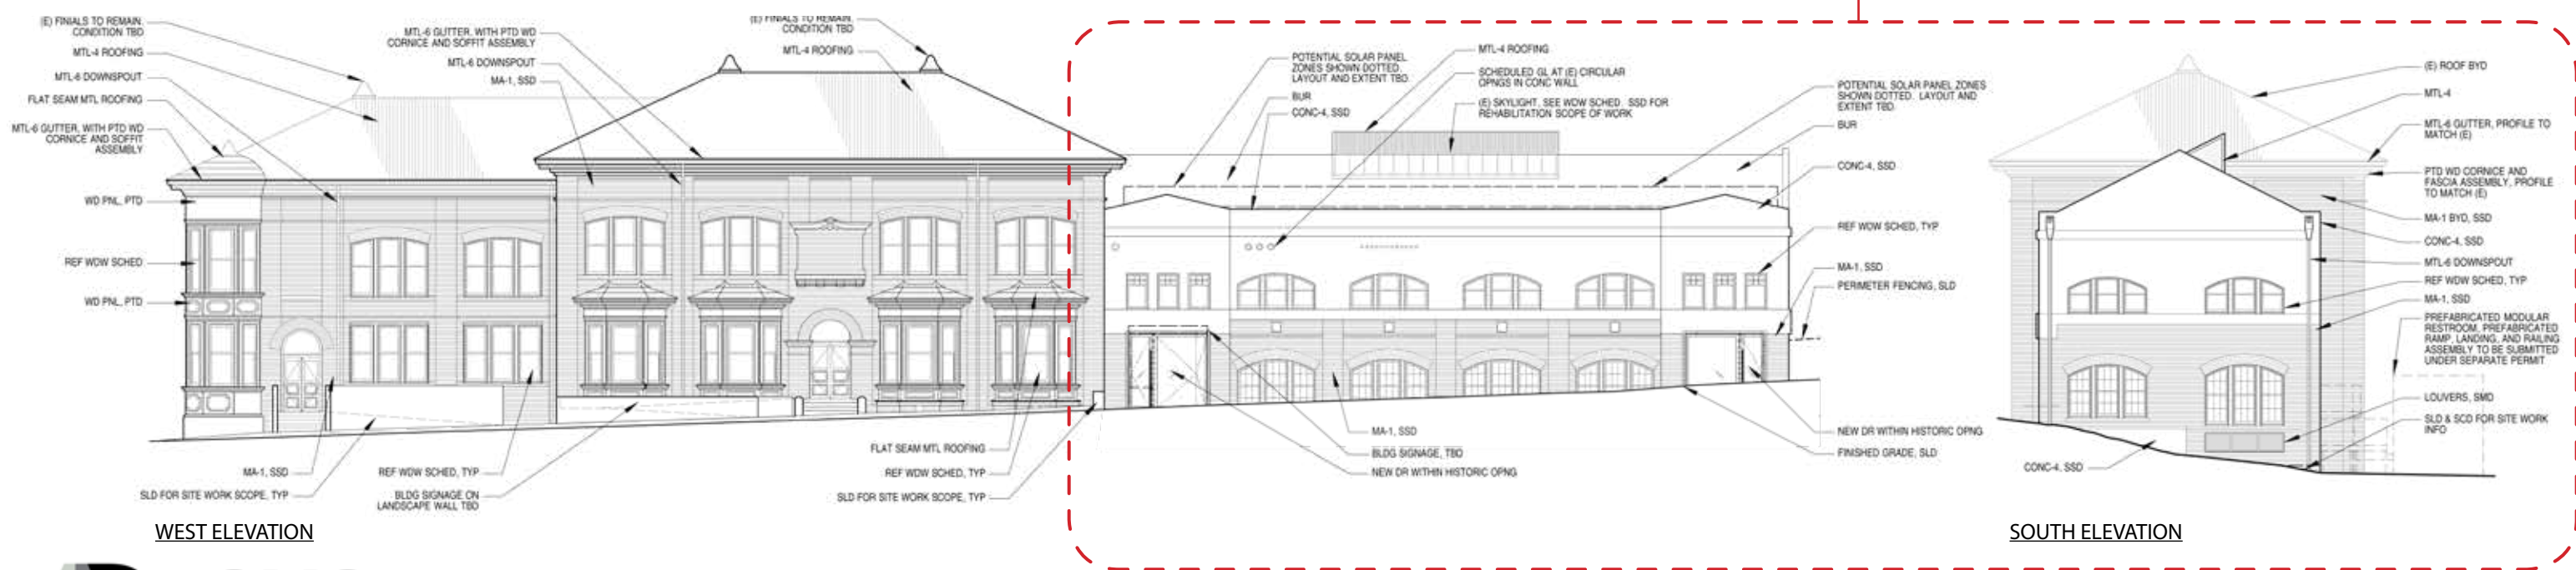 (E) FINIALS TO REMAIN.
CONDITION TBD
MTL-4 ROOFING
MTL-6 DOWNSPOUT
FLAT SEAM MTL ROOFING
MTL-6 GUTTER, WITH PTD WD
CORNICE AND SOFFIT
ASSEMBLY
WD PNL, PTD
REF WDW SCHED
WD PNL, PTD
MTL-6 GUTTER, WITH PTD WD
CORNICE AND SOFFIT ASSEMBLY
MTL-6 DOWNSPOUT
MA-1, SSD
(E) FINIALS TO REMAIN.
CONDITION TBD
MTL-4 ROOFING
MA-1, SSD
SLD FOR SITE WORK SCOPE, TYP
REF WDW SCHED, TYP
BLDG SIGNAGE ON
LANDSCAPE WALL TBD
FLAT SEAM MTL ROOFING
REF WDW SCHED, TYP
SLD FOR SITE WORK SCOPE, TYP
WEST ELEVATION
POTENTIAL SOLAR PANEL
ZONES SHOWN DOTTED.
LAYOUT AND EXTENT TBD.
BUR
CONC-4, SSD
MTL-4 ROOFING
SCHEDULED GL AT (E) CIRCULAR
OPNGS IN CONC WALL
(E) SKYLIGHT, SEE WDW SCHED. SSD FOR
REHABILITATION SCOPE OF WORK
POTENTIAL SOLAR PANEL ZONES
SHOWN DOTTED. LAYOUT AND
EXTENT TBD.
BUR
CONC-4, SSD
REF WDW SCHED, TYP
MA-1, SSD
PERIMETER FENCING, SLD
MA-1, SSD
BLDG SIGNAGE, TBD
NEW DR WITHIN HISTORIC OPNG
NEW DR WITHIN HISTORIC OPNG
FINISHED GRADE, SLD
(E) ROOF BYD
MTL-4
MTL-6 GUTTER, PROFILE TO
MATCH (E)
PTD WD CORNICE AND
FASCIA ASSEMBLY, PROFILE
TO MATCH (E)
MA-1 BYD, SSD
CONC-4, SSD
MTL-6 DOWNSPOUT
REF WDW SCHED, TYP
MA-1, SSD
PREFABRICATED MODULAR
RESTROOM, PREFABRICATED
RAMP, LANDING, AND RAILING
ASSEMBLY TO BE SUBMITTED
UNDER SEPARATE PERMIT
LOUVERS, SMD
SLD & SCD FOR SITE WORK
INFO
CONC-4, SSD
SOUTH ELEVATION